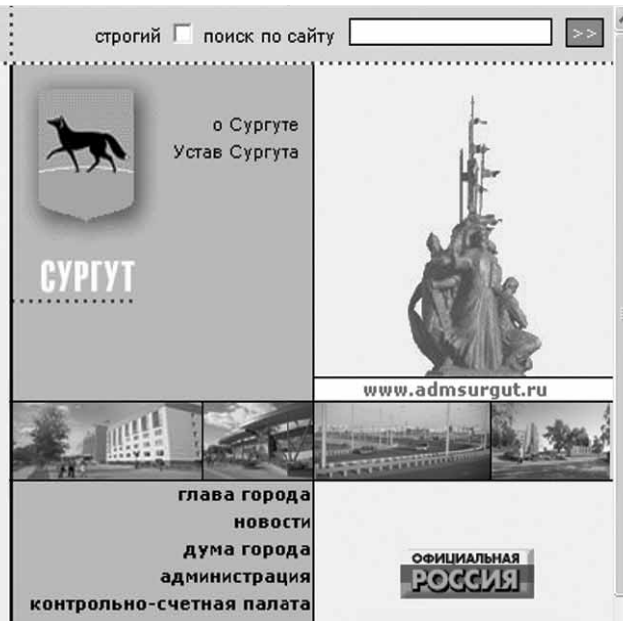 строгий поиск по сайту >>
о Сургуте
Устав Сургута
СУРГУТ
www.admsurgut.ru
глава города
новости
дума города
администрация
контрольно-счетная палата
ОФИЦИАЛЬНАЯ
РОССИЯ